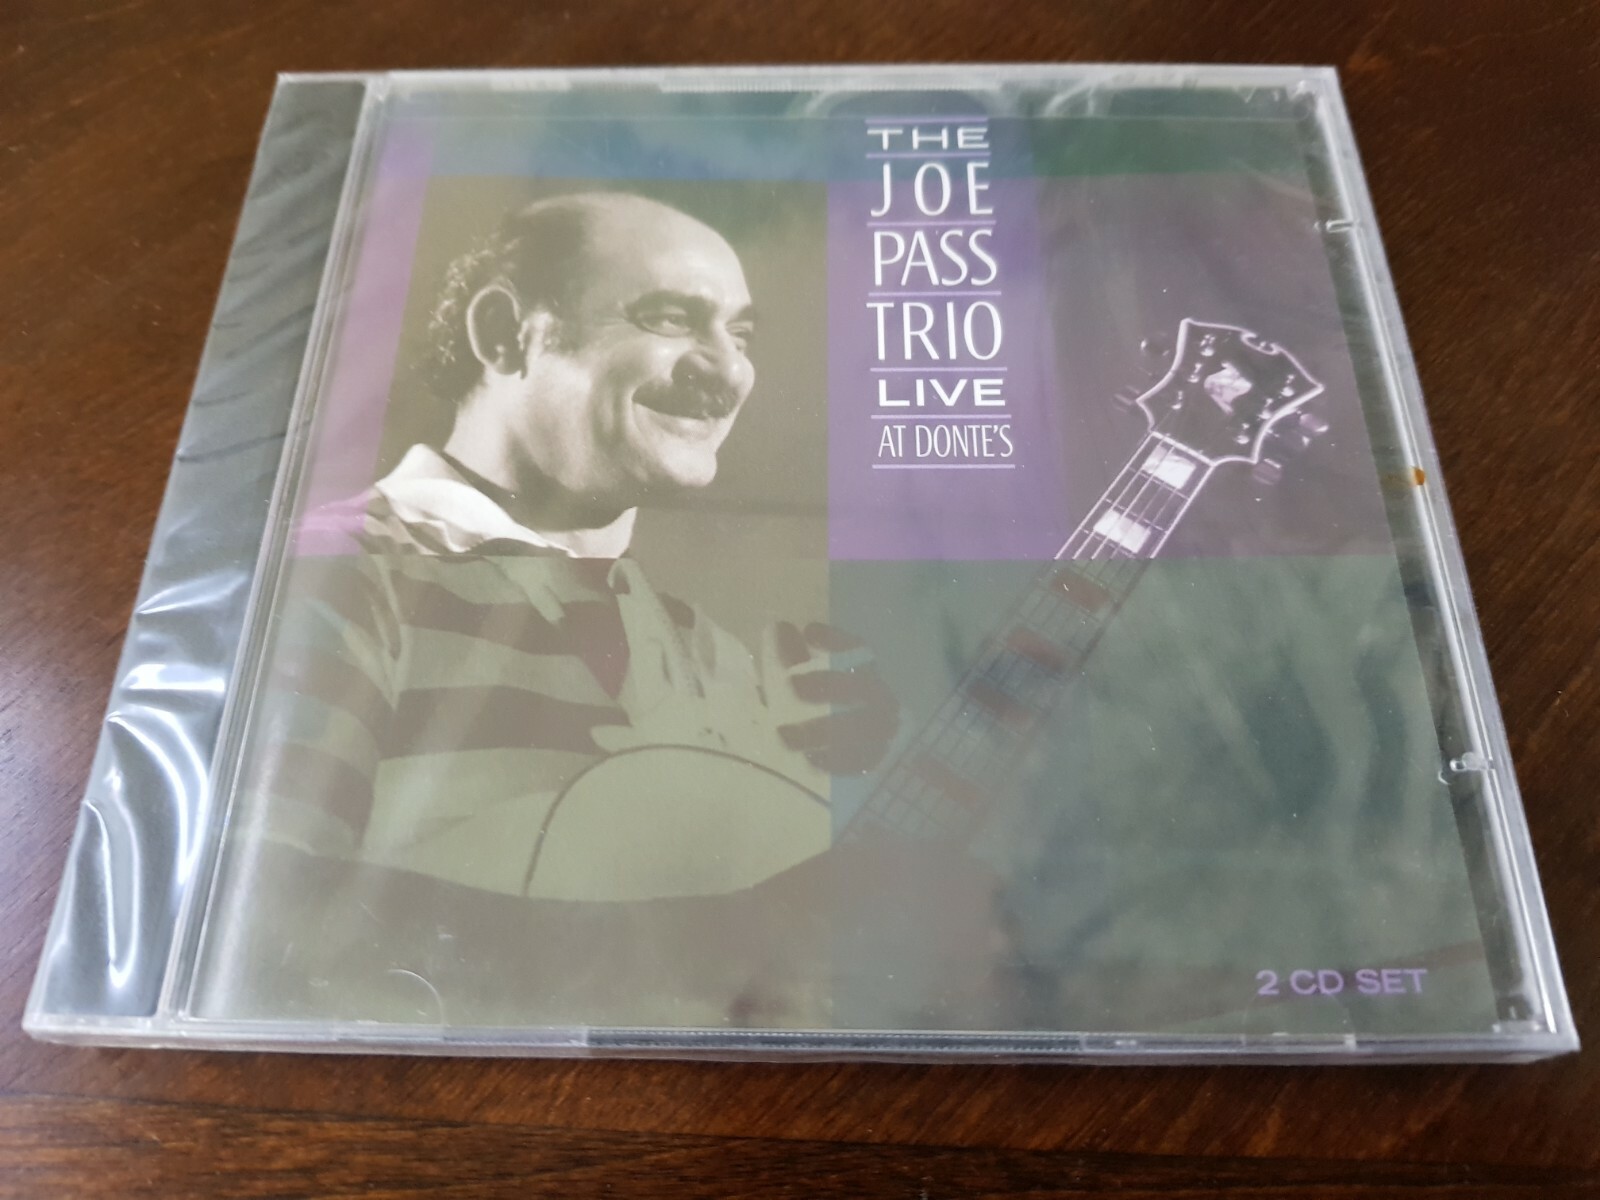 THE
JOE
PASS
TRIO
LIVE
AT DONTE'S
2 CD SET